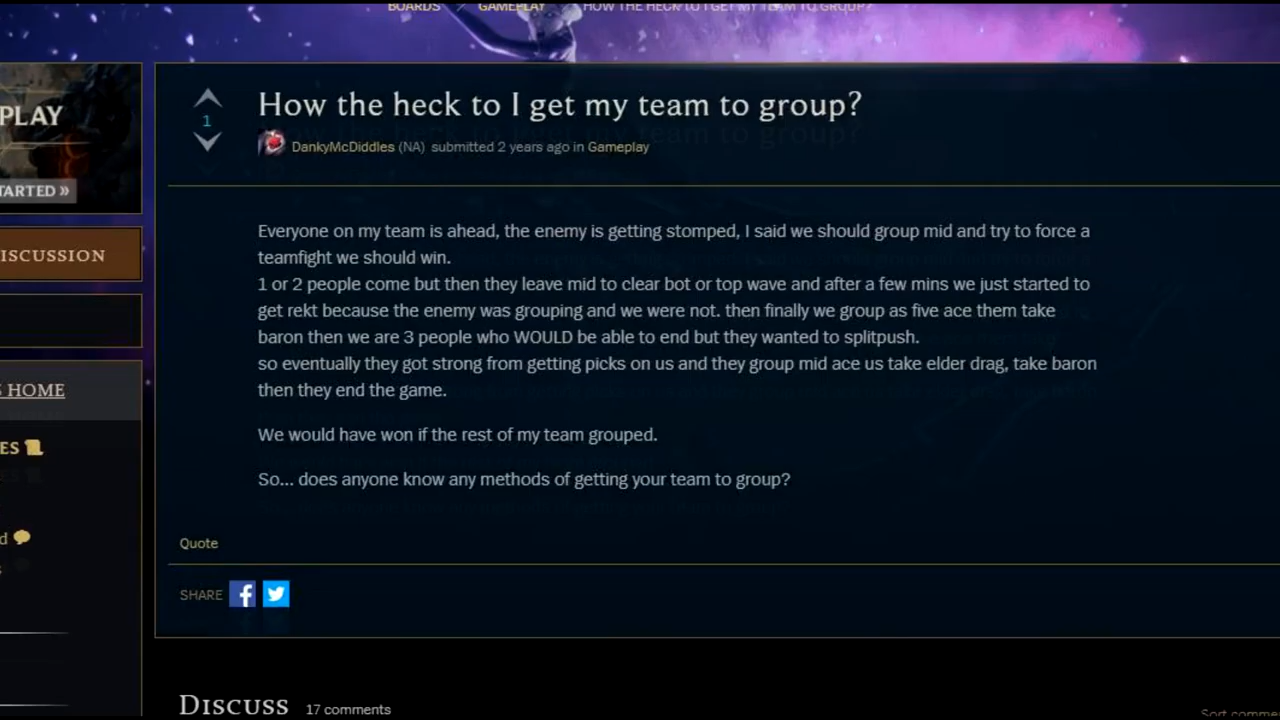 BOARDS GAMEPLAY HOW THE HECK TO I GET MY TEAM TO GROUP?
PLAY
TARTED »
ISCUSSION
HOME
ES
d
1
How the heck to I get my team to group?
DankyMcDiddles (NA) submitted 2 years ago in Gameplay
Everyone on my team is ahead, the enemy is getting stomped, I said we should group mid and try to force a
teamfight we should win.
1 or 2 people come but then they leave mid to clear bot or top wave and after a few mins we just started to
get rekt because the enemy was grouping and we were not. then finally we group as five ace them take
baron then we are 3 people who WOULD be able to end but they wanted to splitpush.
so eventually they got strong from getting picks on us and they group mid ace us take elder drag, take baron
then they end the game.
We would have won if the rest of my team grouped.
So... does anyone know any methods of getting your team to group?
Quote
SHARE
DISCUSS 17 comments
Sort comme